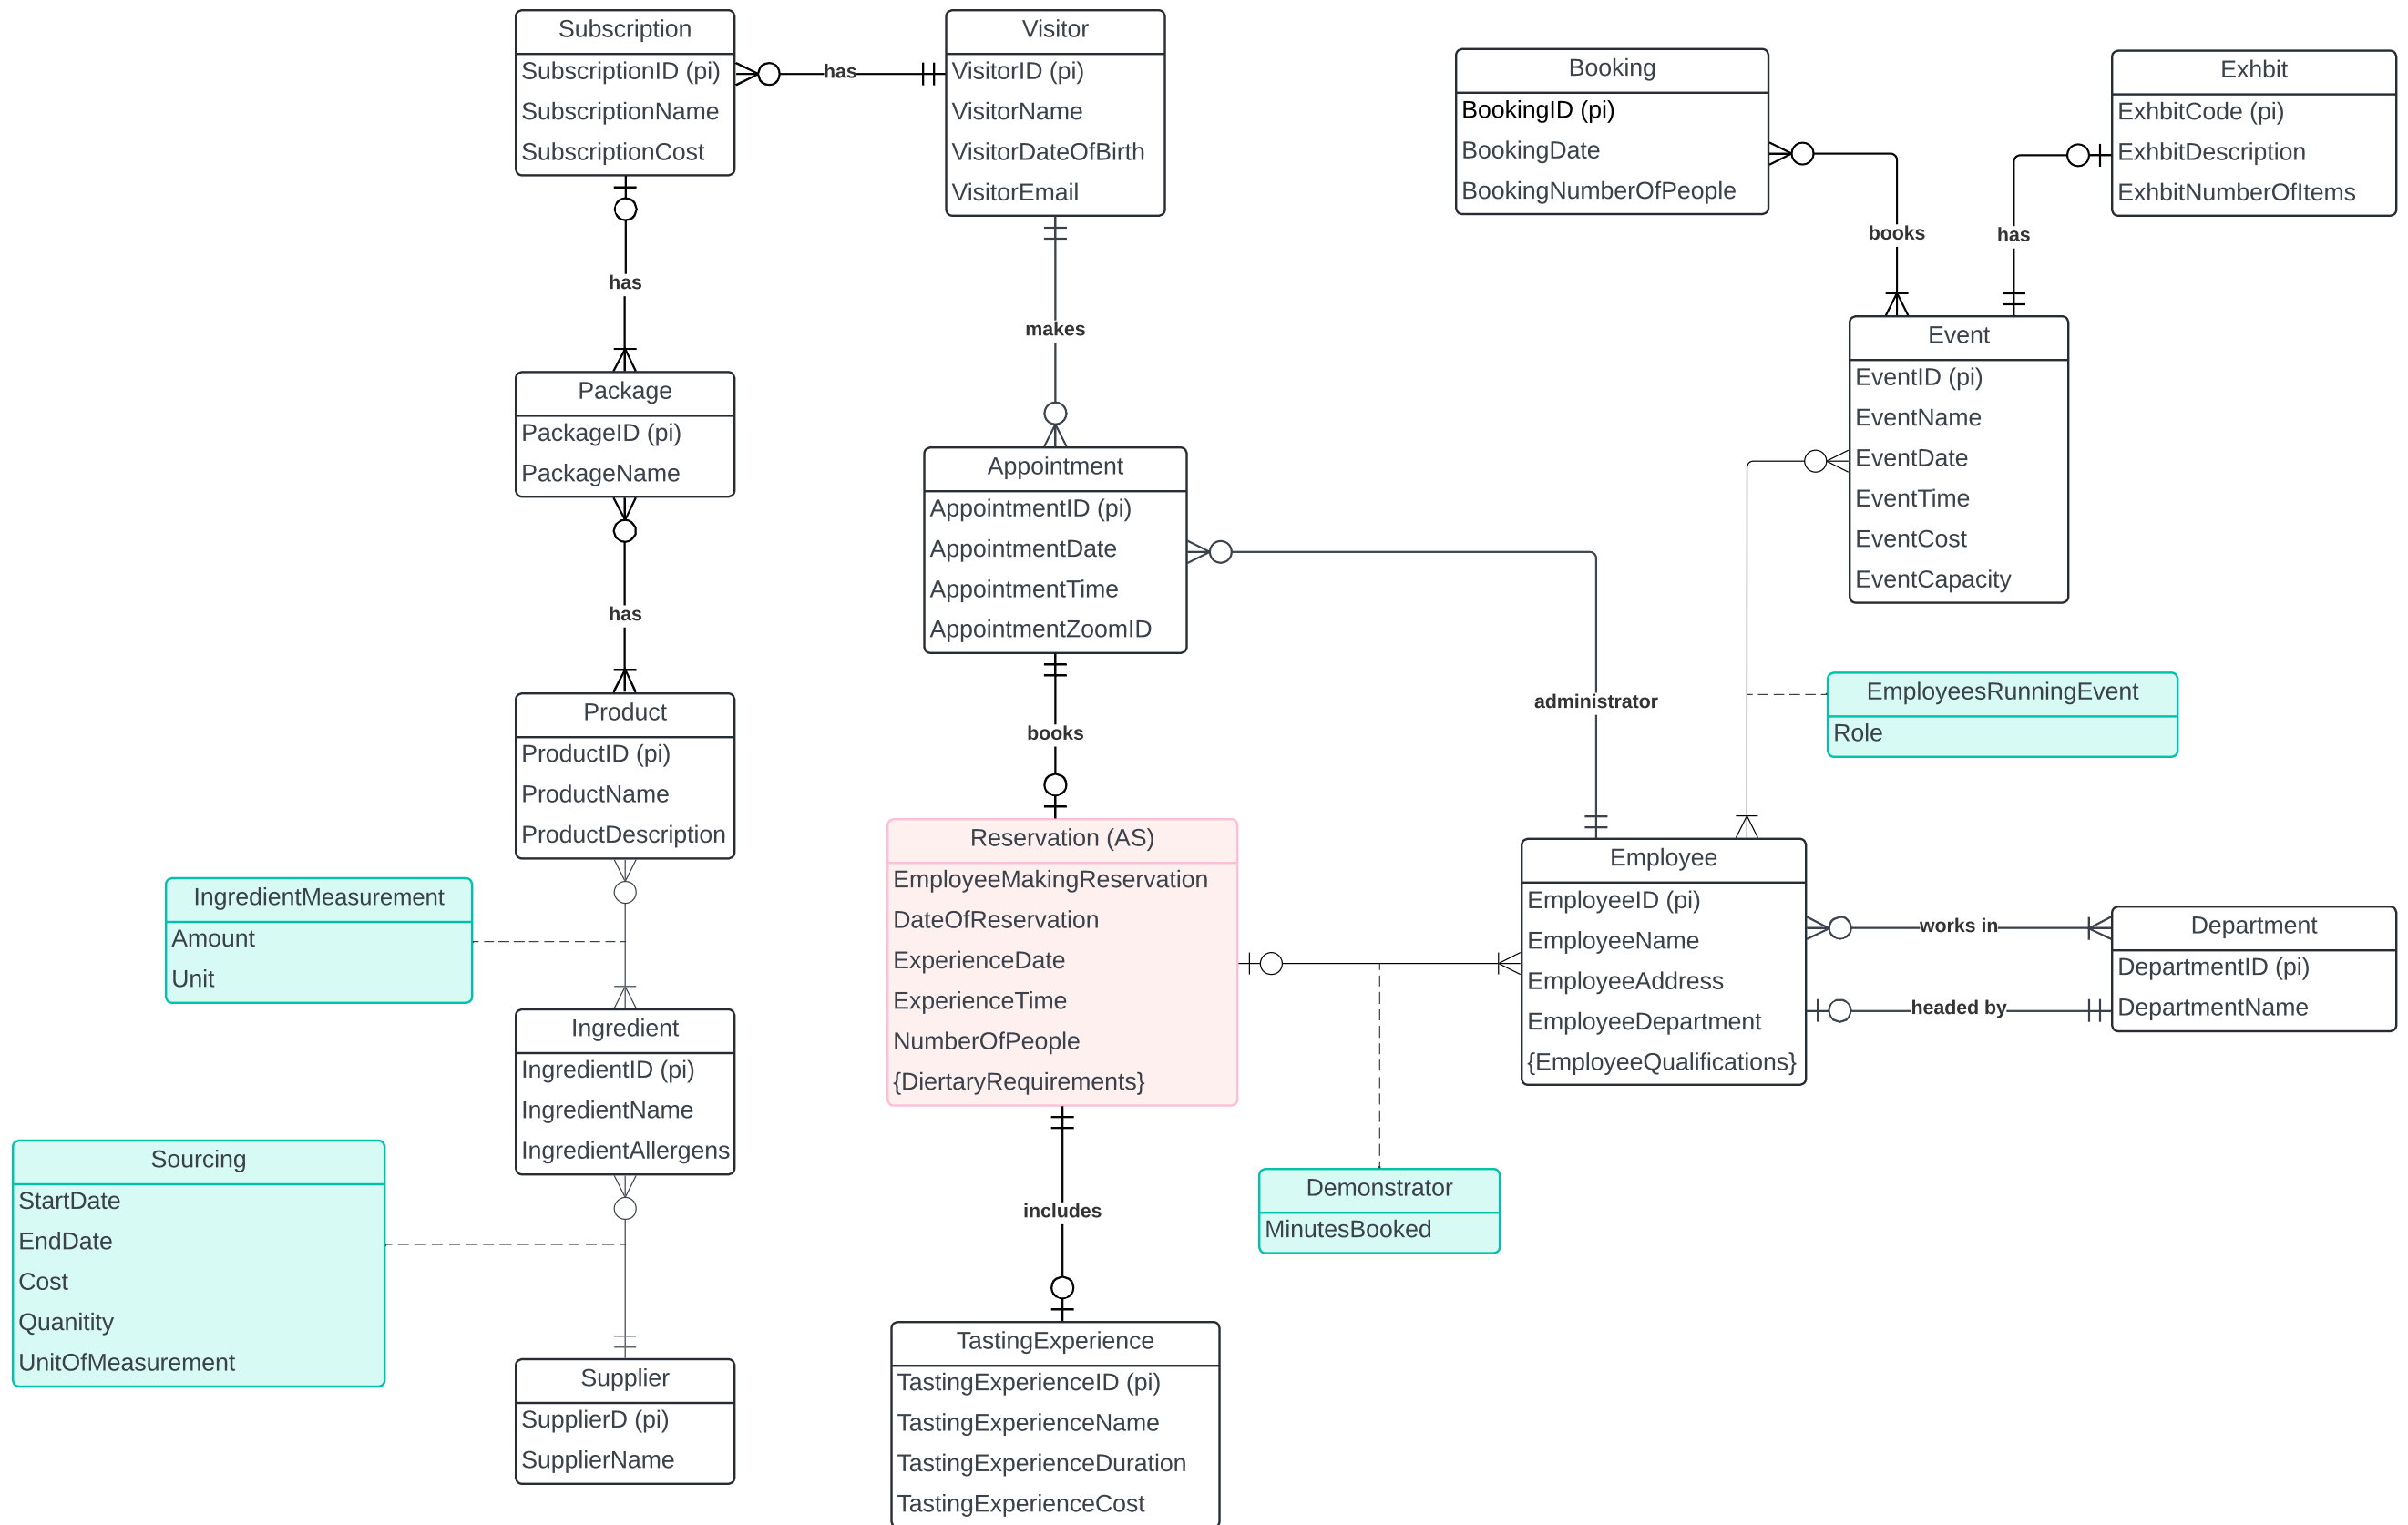 Subscription
SubscriptionID (pi)
SubscriptionName
SubscriptionCost
has
Visitor
VisitorID (pi)
VisitorName
VisitorDateOfBirth
VisitorEmail
Booking
BookingID (pi)
BookingDate
BookingNumberOfPeople
Exhbit
ExhbitCode (pi)
ExhbitDescription
ExhbitNumberOfItems
books
has
has
makes
Event
EventID (pi)
EventName
EventDate
EventTime
EventCost
EventCapacity
Package
PackageID (pi)
PackageName
Appointment
AppointmentID (pi)
AppointmentDate
AppointmentTime
AppointmentZoomID
has
administrator
EmployeesRunningEvent
Role
Product
ProductID (pi)
ProductName
ProductDescription
books
IngredientMeasurement
Amount
Unit
Reservation (AS)
EmployeeMakingReservation
DateOfReservation
ExperienceDate
ExperienceTime
NumberOfPeople
{DiertaryRequirements}
Employee
EmployeeID (pi)
EmployeeName
EmployeeAddress
EmployeeDepartment
{EmployeeQualifications}
works in
headed by
Department
DepartmentID (pi)
DepartmentName
Ingredient
IngredientID (pi)
IngredientName
IngredientAllergens
Sourcing
StartDate
EndDate
Cost
Quanitity
UnitOfMeasurement
includes
Demonstrator
MinutesBooked
Supplier
SupplierD (pi)
SupplierName
TastingExperience
TastingExperienceID (pi)
TastingExperienceName
TastingExperienceDuration
TastingExperienceCost